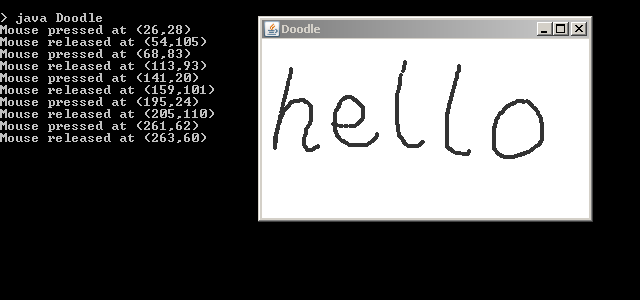 > java Doodle
Mouse pressed at (26,28)
Mouse released at (54,105)
Mouse pressed at (68,83)
Mouse released at (113,93)
Mouse pressed at (141,20)
Mouse released at (159,101)
Mouse pressed at (195,24)
Mouse released at (205,110)
Mouse pressed at (261,62)
Mouse released at (263,60)
Doodle
hello